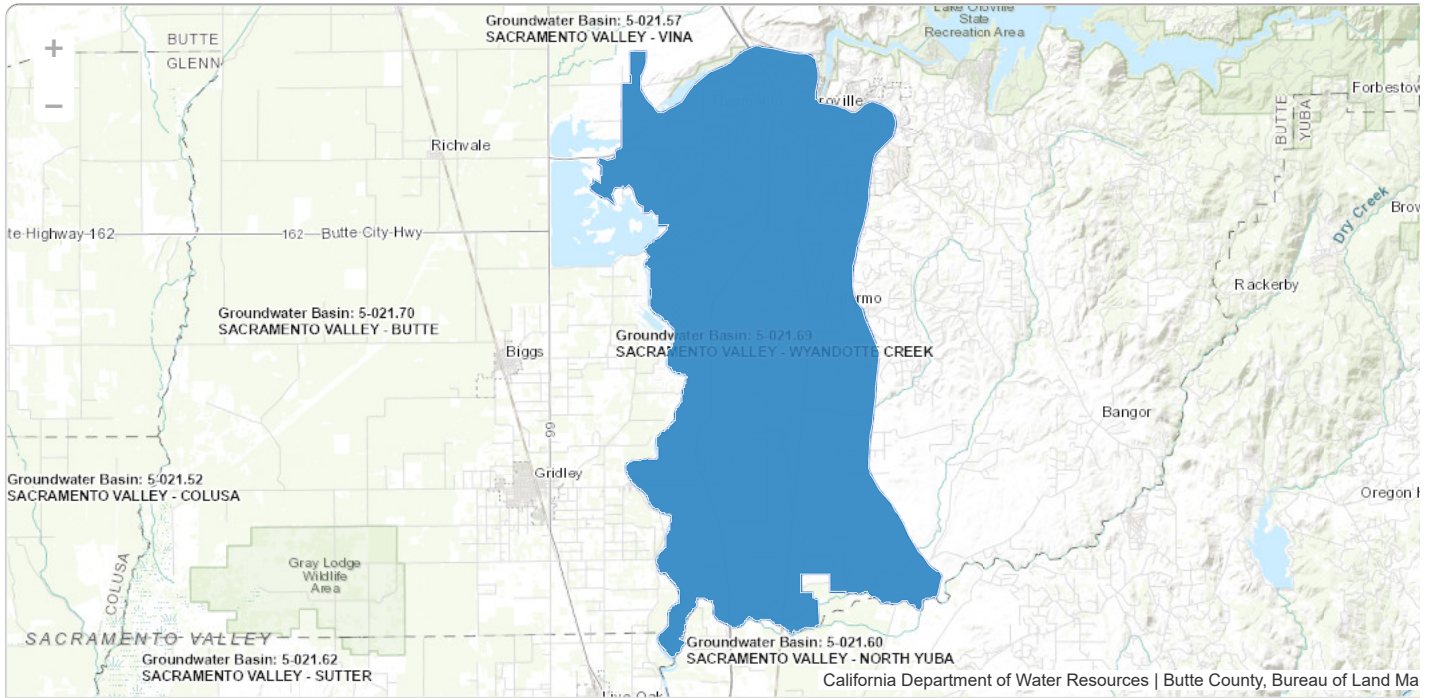 Groundwater Basin: 5-021.57
SACRAMENTO VALLEY - VINA
Lake Oroville
State
Recreation Area
BUTTE
GLENN
+
−
roville
Forbestow
BUTTE
YUBA
Richvale
te Highway 162
162
Butte City-Hwy
Dry Creek
Brow
Rackerby
rmo
Groundwater Basin: 5-021.70
SACRAMENTO VALLEY - BUTTE
Groundwater Basin: 5-021.69
SACRAMENTO VALLEY - WYANDOTTE CREEK
Biggs
Bangor
99
Gridley
Groundwater Basin: 5-021.52
SACRAMENTO VALLEY - COLUSA
Oregon H
Gray Lodge
Wildlife
Area
COLUSA
SACRAMENTO VALLEY
Groundwater Basin: 5-021.62
SACRAMENTO VALLEY - SUTTER
Groundwater Basin: 5-021.60
SACRAMENTO VALLEY - NORTH YUBA
Live Oak
California Department of Water Resources | Butte County, Bureau of Land Ma